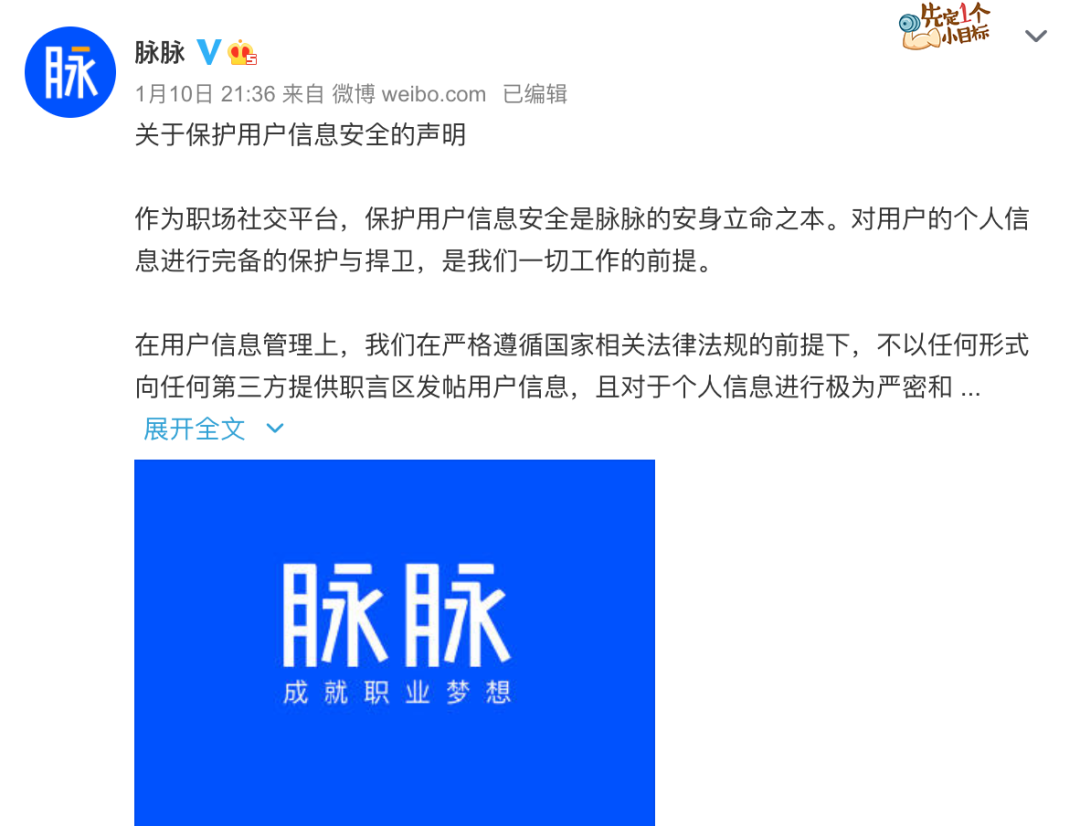 先定1个
小目标
脉
脉脉 V 5
1月10日 21:36 来自 微博 weibo.com 已编辑
关于保护用户信息安全的声明
作为职场社交平台，保护用户信息安全是脉脉的安身立命之本。对用户的个人信
息进行完备的保护与捍卫，是我们一切工作的前提。
在用户信息管理上，我们在严格遵循国家相关法律法规的前提下，不以任何形式
向任何第三方提供职言区发帖用户信息，且对于个人信息进行极为严密和 ...
展开全文
脉脉
成就职业梦想